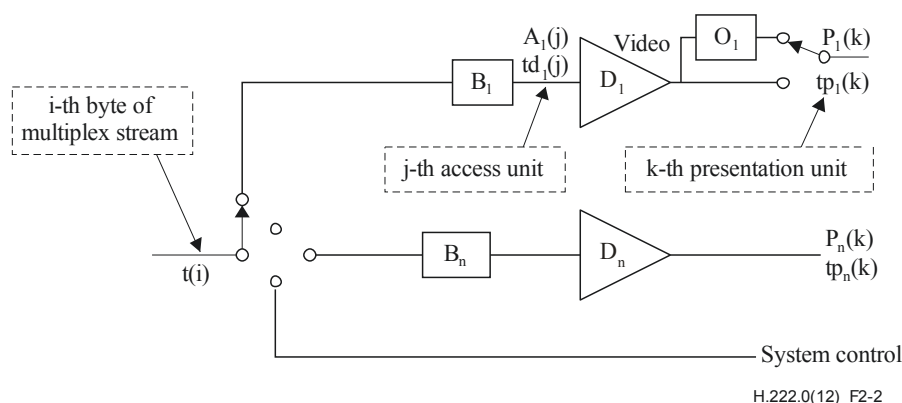 A₁(j)
td₁(j)
Video
O₁
P₁(k)
tp₁(k)
B₁
D₁
i-th byte of
multiplex stream
j-th access unit
k-th presentation unit
t(i)
Bₙ
Dₙ
Pₙ(k)
tpₙ(k)
System control
H.222.0(12)_F2-2